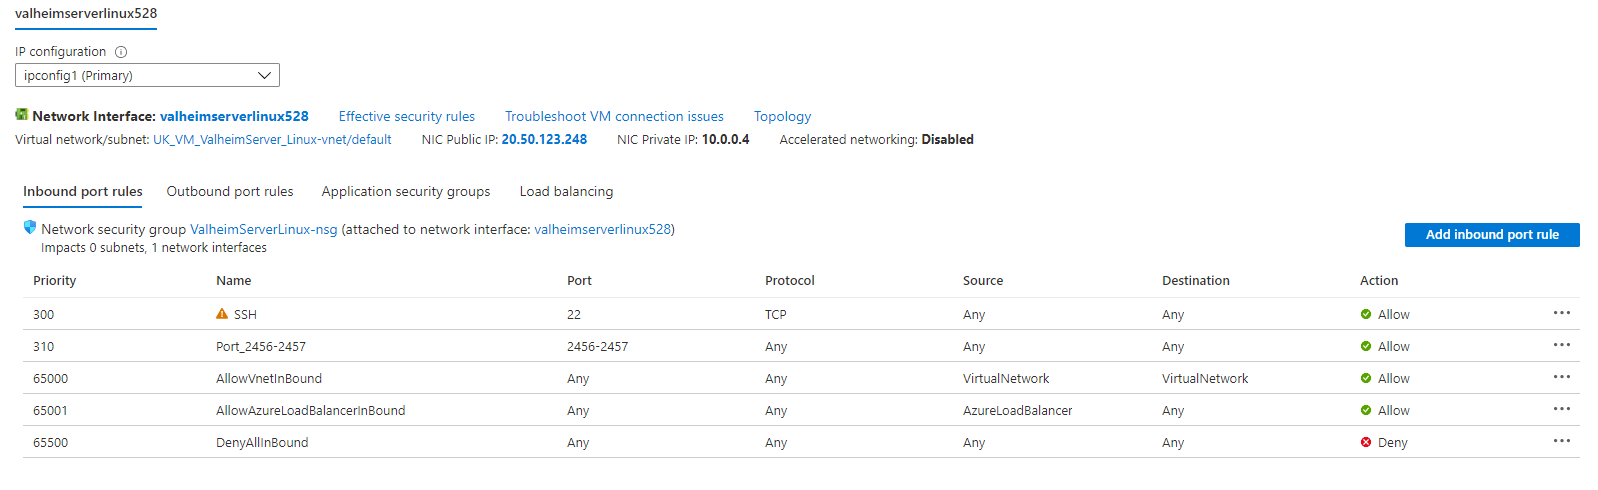 valheimserverlinux528
IP configuration
ipconfig1 (Primary)
Network Interface: valheimserverlinux528 Effective security rules Troubleshoot VM connection issues Topology
Virtual network/subnet: UK_VM_ValheimServer_Linux-vnet/default NIC Public IP: 20.50.123.248 NIC Private IP: 10.0.0.4 Accelerated networking: Disabled
Inbound port rules Outbound port rules Application security groups Load balancing
Network security group ValheimServerLinux-nsg (attached to network interface: valheimserverlinux528)
Impacts 0 subnets, 1 network interfaces
Add inbound port rule
Priority Name Port Protocol Source Destination Action
300 SSH 22 TCP Any Any Allow
310 Port_2456-2457 2456-2457 Any Any Any Allow
65000 AllowVnetInBound Any Any VirtualNetwork VirtualNetwork Allow
65001 AllowAzureLoadBalancerInBound Any Any AzureLoadBalancer Any Allow
65500 DenyAllInBound Any Any Any Any Deny